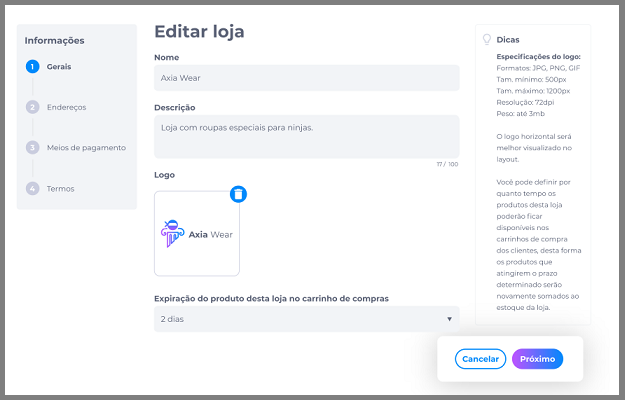 Informações
1 Gerais
2 Endereços
3 Meios de pagamento
4 Termos
Editar loja
Nome
Axia Wear
Descrição
Loja com roupas especiais para ninjas.
17 / 100
Logo
Axia Wear
Expiração do produto desta loja no carrinho de compras
2 dias
Dicas
Especificações do logo:
Formatos: JPG, PNG, GIF
Tam. mínimo: 500px
Tam. máximo: 1200px
Resolução: 72dpi
Peso: até 3mb
O logo horizontal será
melhor visualizado no
layout.
Você pode definir por
quanto tempo os
produtos desta loja
poderão ficar
disponíveis nos
carrinhos de compra
dos clientes, desta forma
os produtos que
atingirem o prazo
determinado serão
novamente somados ao
estoque da loja.
Cancelar
Próximo